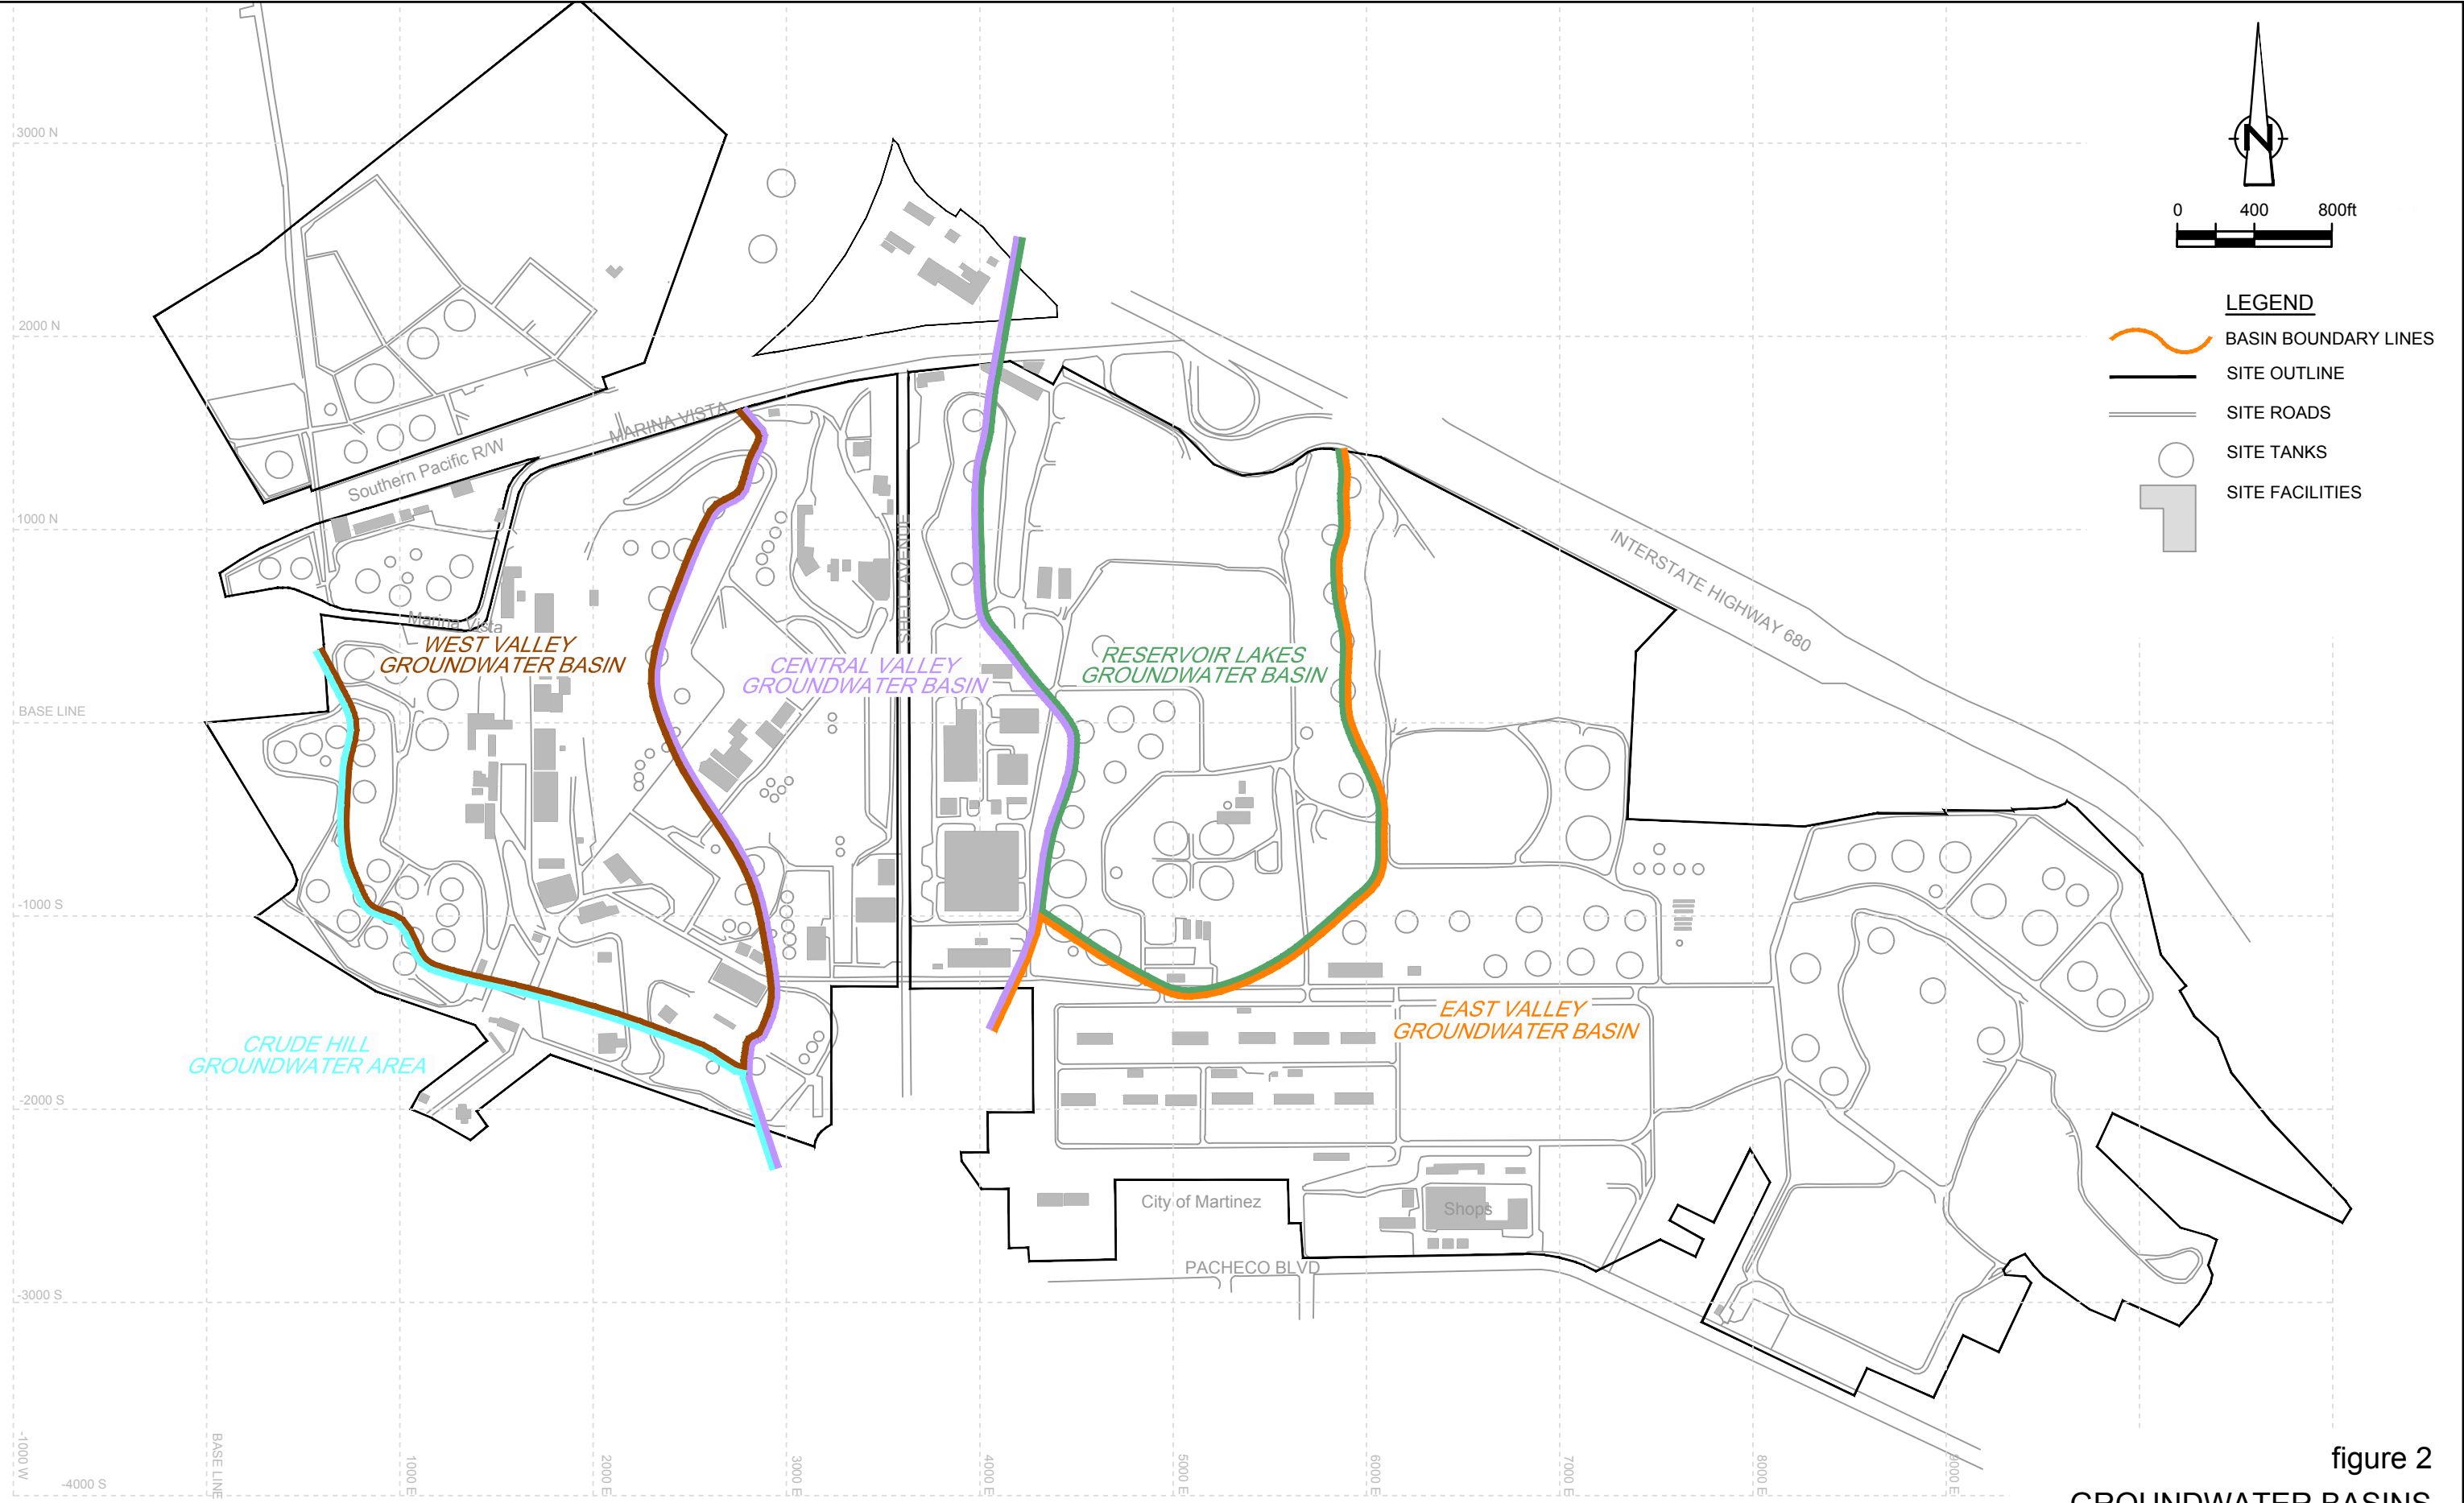 3000 N
0 400 800ft
N
LEGEND
BASIN BOUNDARY LINES
SITE OUTLINE
SITE ROADS
SITE TANKS
SITE FACILITIES
2000 N
MARINA VISTA
Southern Pacific R/W
1000 N
SHELL AVENUE
INTERSTATE HIGHWAY 680
Marina Vista
WEST VALLEY
GROUNDWATER BASIN
CENTRAL VALLEY
GROUNDWATER BASIN
RESERVOIR LAKES
GROUNDWATER BASIN
BASE LINE
-1000 S
EAST VALLEY
GROUNDWATER BASIN
CRUDE HILL
GROUNDWATER AREA
-2000 S
City of Martinez
Shops
PACHECO BLVD
-3000 S
-1000 W
BASE LINE
1000 E
2000 E
3000 E
4000 E
5000 E
6000 E
7000 E
8000 E
9000 E
-4000 S
figure 2
GROUNDWATER BASINS